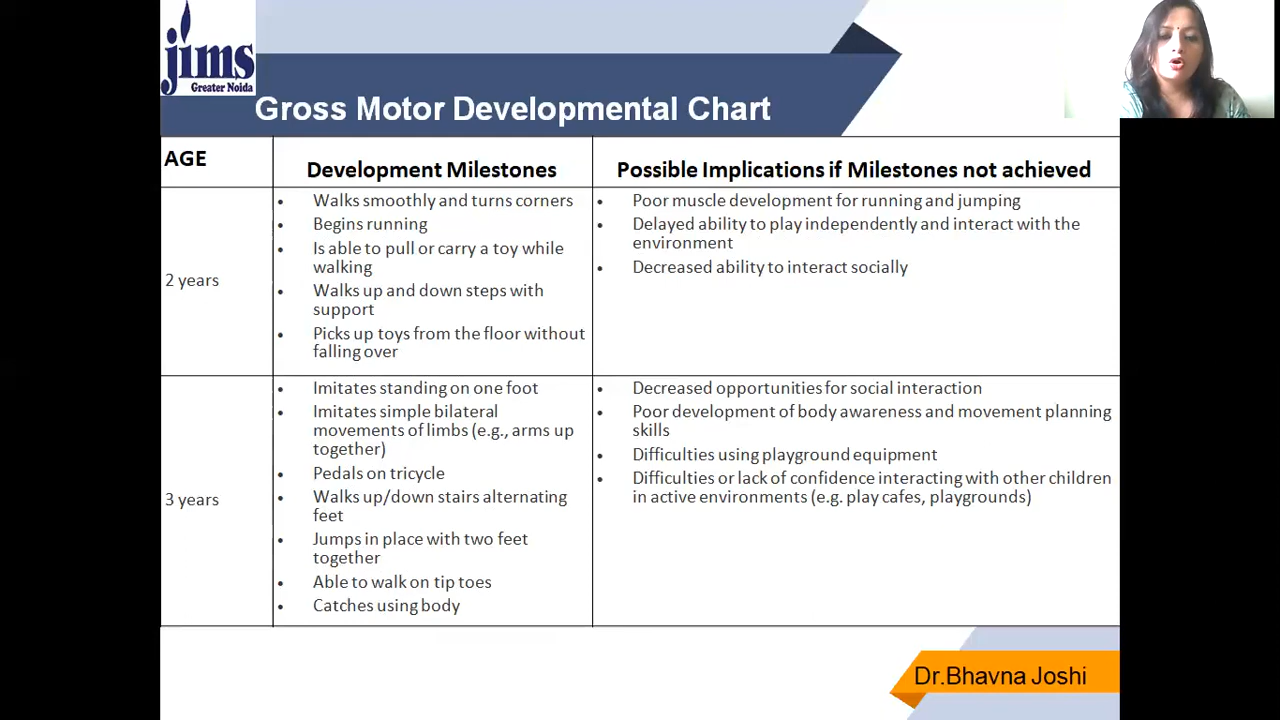 jims
Greater Noida
Gross Motor Developmental Chart
AGE
Development Milestones
Possible Implications if Milestones not achieved
2 years
• Walks smoothly and turns corners
• Begins running
• Is able to pull or carry a toy while
walking
• Walks up and down steps with
support
• Picks up toys from the floor without
falling over
• Poor muscle development for running and jumping
• Delayed ability to play independently and interact with the
environment
• Decreased ability to interact socially
3 years
• Imitates standing on one foot
• Imitates simple bilateral
movements of limbs (e.g., arms up
together)
• Pedals on tricycle
• Walks up/down stairs alternating
feet
• Jumps in place with two feet
together
• Able to walk on tip toes
• Catches using body
• Decreased opportunities for social interaction
• Poor development of body awareness and movement planning
skills
• Difficulties using playground equipment
• Difficulties or lack of confidence interacting with other children
in active environments (e.g. play cafes, playgrounds)
Dr.Bhavna Joshi